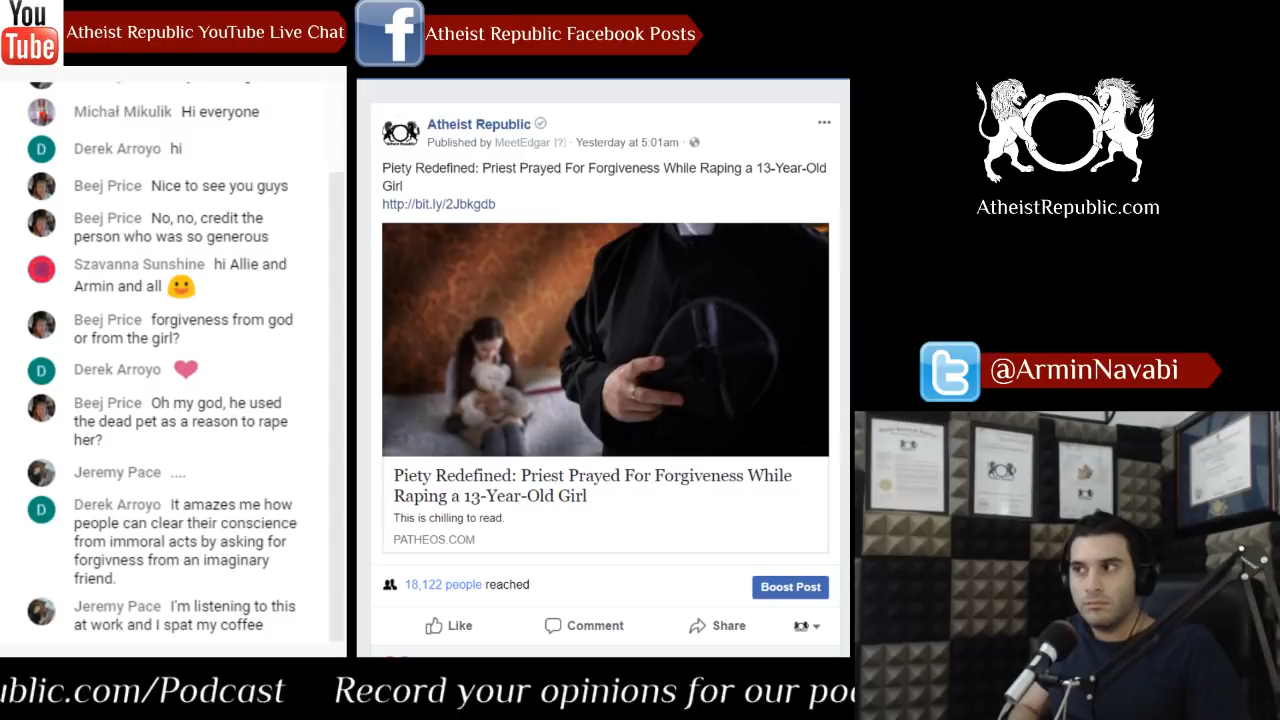 You
Tube
Atheist Republic YouTube Live Chat
Michał Mikulik Hi everyone
D Derek Arroyo hi
Beej Price Nice to see you guys
Beej Price No, no, credit the
person who was so generous
Szavanna Sunshine hi Allie and
Armin and all
Beej Price forgiveness from god
or from the girl?
D Derek Arroyo
Beej Price Oh my god, he used
the dead pet as a reason to rape
her?
Jeremy Pace ....
D Derek Arroyo It amazes me how
people can clear their conscience
from immoral acts by asking for
forgivness from an imaginary
friend.
Jeremy Pace I'm listening to this
at work and I spat my coffee
f
Atheist Republic Facebook Posts
Atheist Republic
Published by MeetEdgar [?] · Yesterday at 5:01am ·
Piety Redefined: Priest Prayed For Forgiveness While Raping a 13-Year-Old
Girl
http://bit.ly/2Jbkgdb
Piety Redefined: Priest Prayed For Forgiveness While
Raping a 13-Year-Old Girl
This is chilling to read.
PATHEOS.COM
18,122 people reached
Boost Post
Like Comment Share
AtheistRepublic.com
@ArminNavabi
ublic.com/Podcast Record your opinions for our po